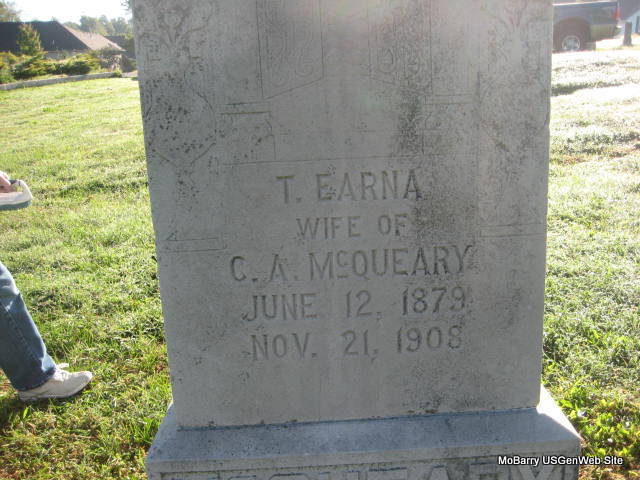 T. EARNA
WIFE OF
C. A. McQUEARY
JUNE 12, 1879
NOV. 21, 1908
MoBarry USGenWeb Site